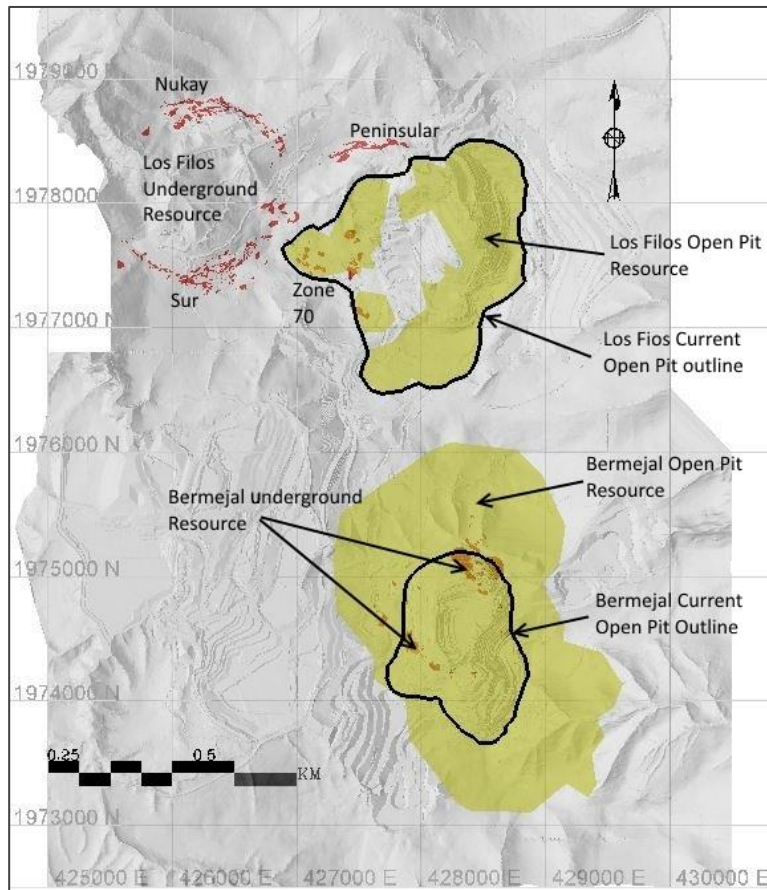 1979000 N
Nukay
Peninsular
Los Filos
Underground
Resource
1978000 N
Los Filos Open Pit
Resource
Sur
Zone
70
1977000 N
Los Fios Current
Open Pit outline
1976000 N
Bermejal Open Pit
Resource
Bermejal underground
Resource
1975000 N
Bermejal Current
Open Pit Outline
1974000 N
0.25 0.5
KM
1973000 N
425000 E 426000 E 427000 E 428000 E 429000 E 430000 E